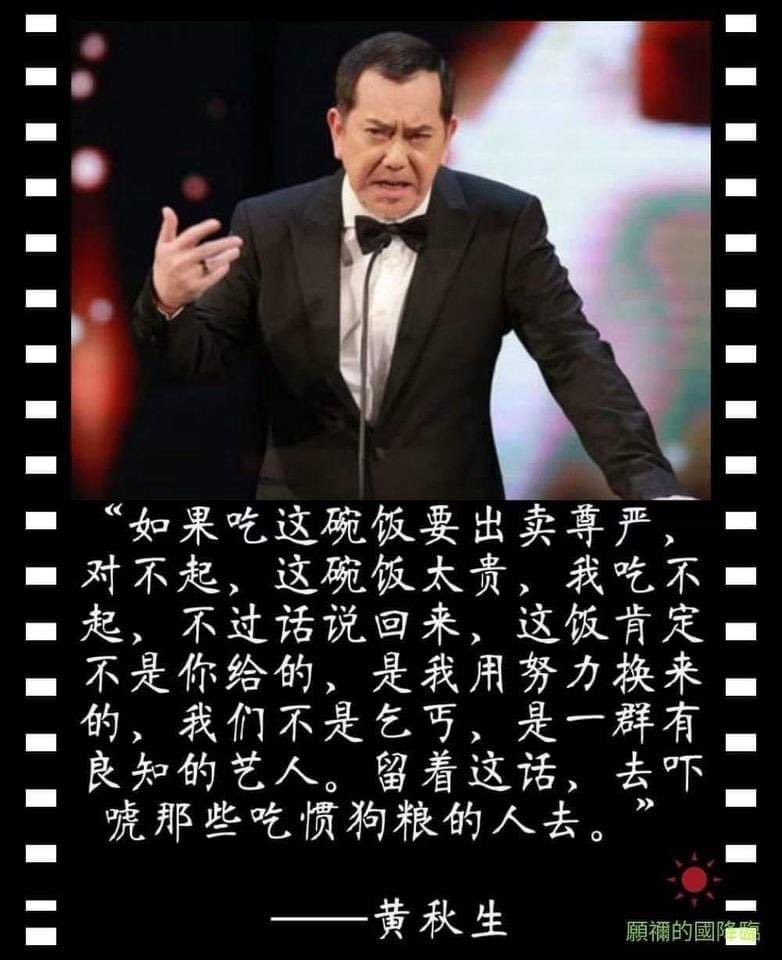 “如果吃这碗饭要出卖尊严，
对不起，这碗饭太贵，我吃不
起，不过话说回来，这饭肯定
不是你给的，是我用努力换来
的，我们不是乞丐，是一群有
良知的艺人。留着这话，去吓
唬那些吃惯狗粮的人去。”
——黄秋生
願禰的國降臨